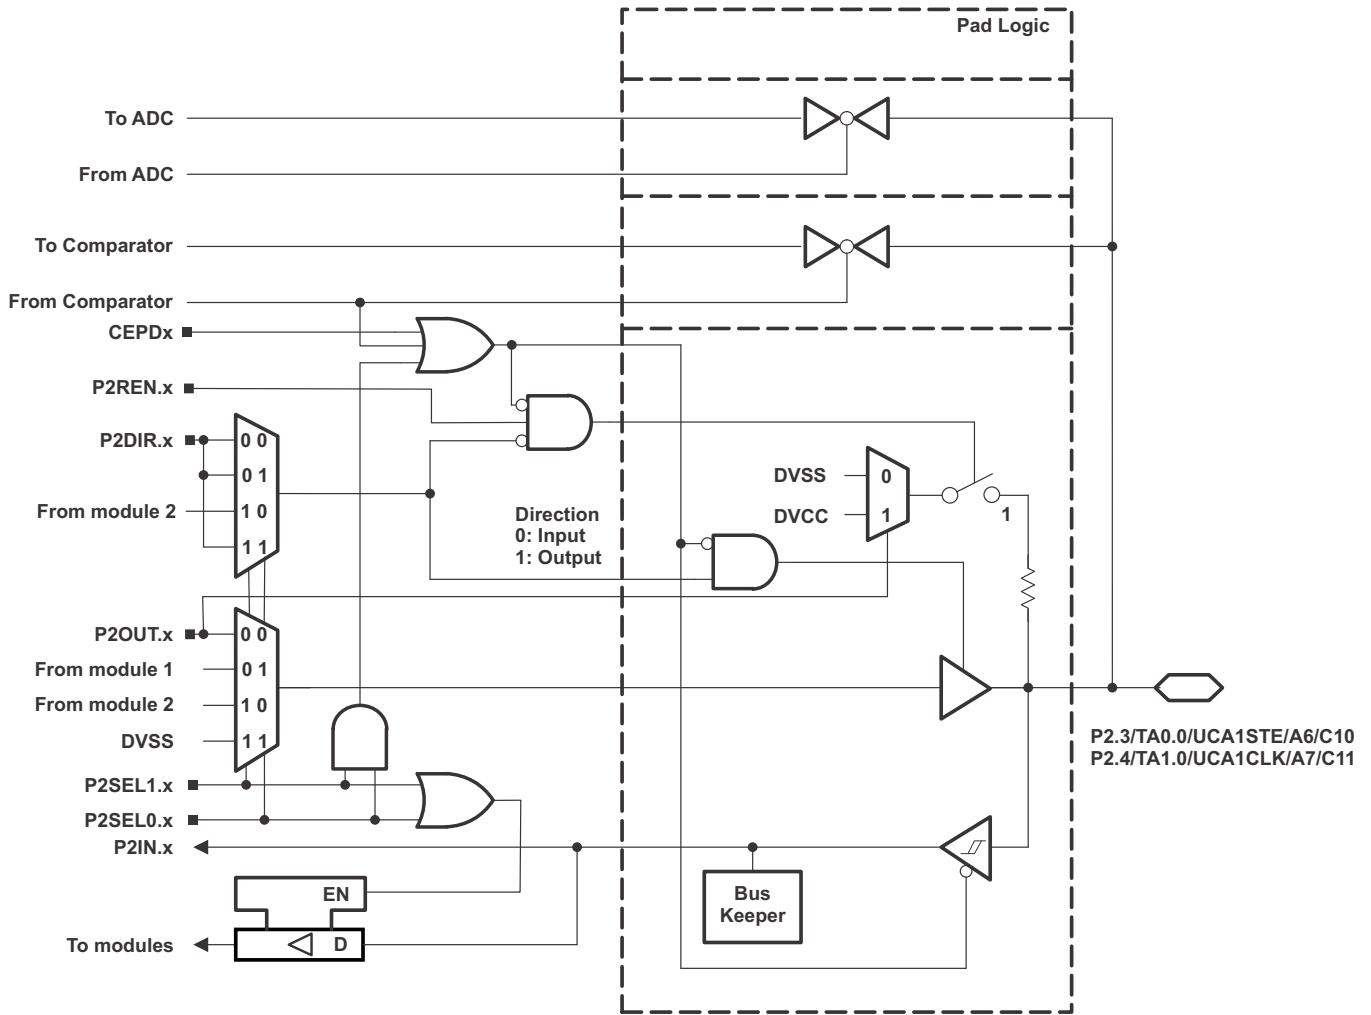 Pad Logic
To ADC
From ADC
To Comparator
From Comparator
CEPDx
P2REN.x
P2DIR.x
0 0
0 1
From module 2
1 0
1 1
Direction
0: Input
1: Output
DVSS
0
DVCC
1
1
P2OUT.x
0 0
From module 1
0 1
From module 2
1 0
DVSS
1 1
P2SEL1.x
P2SEL0.x
P2IN.x
P2.3/TA0.0/UCA1STE/A6/C10
P2.4/TA1.0/UCA1CLK/A7/C11
Bus
Keeper
EN
To modules
D